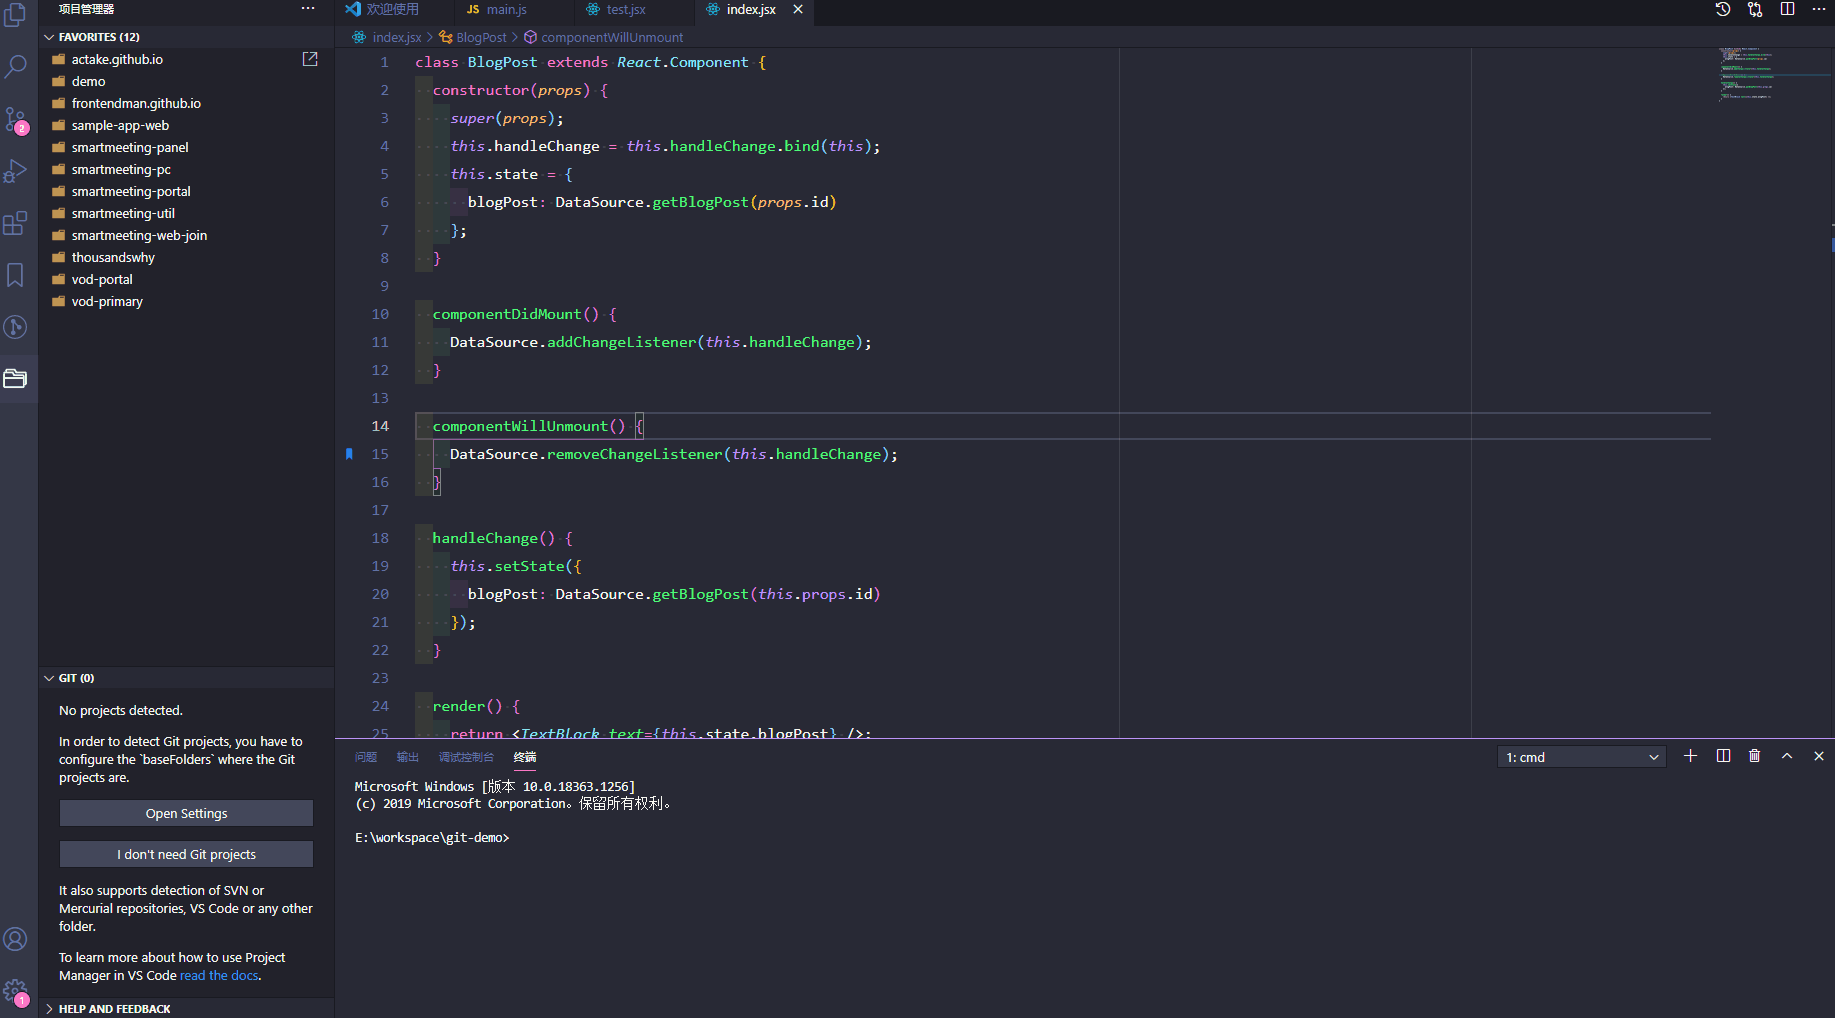 项目管理器
FAVORITES (12)
actake.github.io
demo
frontendman.github.io
sample-app-web
smartmeeting-panel
smartmeeting-pc
smartmeeting-portal
smartmeeting-util
smartmeeting-web-join
thousandswhy
vod-portal
vod-primary
2
GIT (0)
No projects detected.
In order to detect Git projects, you have to
configure the `baseFolders` where the Git
projects are.
Open Settings
I don't need Git projects
It also supports detection of SVN or
Mercurial repositories, VS Code or any other
folder.
To learn more about how to use Project
Manager in VS Code read the docs.
1
HELP AND FEEDBACK
欢迎使用
JS main.js
test.jsx
index.jsx
index.jsx > BlogPost > componentWillUnmount
1 class BlogPost extends React.Component {
2 constructor(props) {
3 super(props);
4 this.handleChange = this.handleChange.bind(this);
5 this.state = {
6 blogPost: DataSource.getBlogPost(props.id)
7 };
8 }
9
10 componentDidMount() {
11 DataSource.addChangeListener(this.handleChange);
12 }
13
14 componentWillUnmount() {
15 DataSource.removeChangeListener(this.handleChange);
16 }
17
18 handleChange() {
19 this.setState({
20 blogPost: DataSource.getBlogPost(this.props.id)
21 });
22 }
23
24 render() {
25 return <TextBlock text={this.state.blogPost} />;
问题 输出 调试控制台 终端
1: cmd
Microsoft Windows [版本 10.0.18363.1256]
(c) 2019 Microsoft Corporation。保留所有权利。
E:\workspace\git-demo>